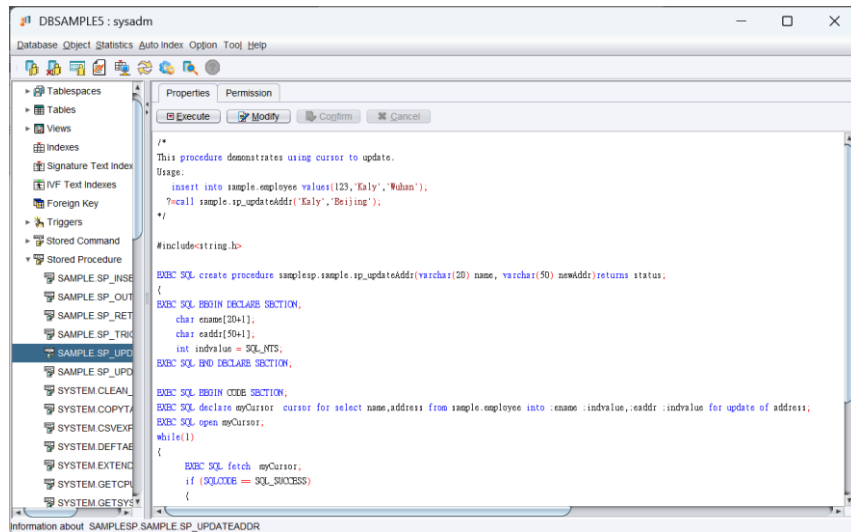 DBSAMPLE5 : sysadm
Database Object Statistics Auto Index Option Tool Help
Tablespaces
Tables
Views
Indexes
Signature Text Index
IVF Text Indexes
Foreign Key
Triggers
Stored Command
Stored Procedure
SAMPLE.SP_INSE
SAMPLE.SP_OUT
SAMPLE.SP_RET
SAMPLE.SP_TRIG
SAMPLE.SP_UPD
SAMPLE.SP_UPD
SYSTEM.CLEAN_
SYSTEM.COPYTA
SYSTEM.CSVEXP
SYSTEM.DEFTAE
SYSTEM.EXTEND
SYSTEM.GETCPU
SYSTEM.GETSYS
Properties Permission
Execute Modify Confirm Cancel
/*
This procedure demonstrates using cursor to update.
Usage:
insert into sample.employee values(123,'Kaly','Wuhan');
?=call sample.sp_updateAddr('Kaly','Beijing');
*/
#include<string.h>
EXEC SQL create procedure samplesp.sample.sp_updateAddr(varchar(20) name, varchar(50) newAddr)returns status;
{
EXEC SQL BEGIN DECLARE SECTION;
char ename[20+1];
char eaddr[50+1];
int indvalue = SQL_NTS;
EXEC SQL END DECLARE SECTION;
EXEC SQL BEGIN CODE SECTION;
EXEC SQL declare myCursor cursor for select name,address from sample.employee into :ename :indvalue,:eaddr :indvalue for update of address;
EXEC SQL open myCursor;
while(1)
{
EXEC SQL fetch myCursor;
if (SQLCODE == SQL_SUCCESS)
{
Information about SAMPLESP.SAMPLE.SP_UPDATEADDR